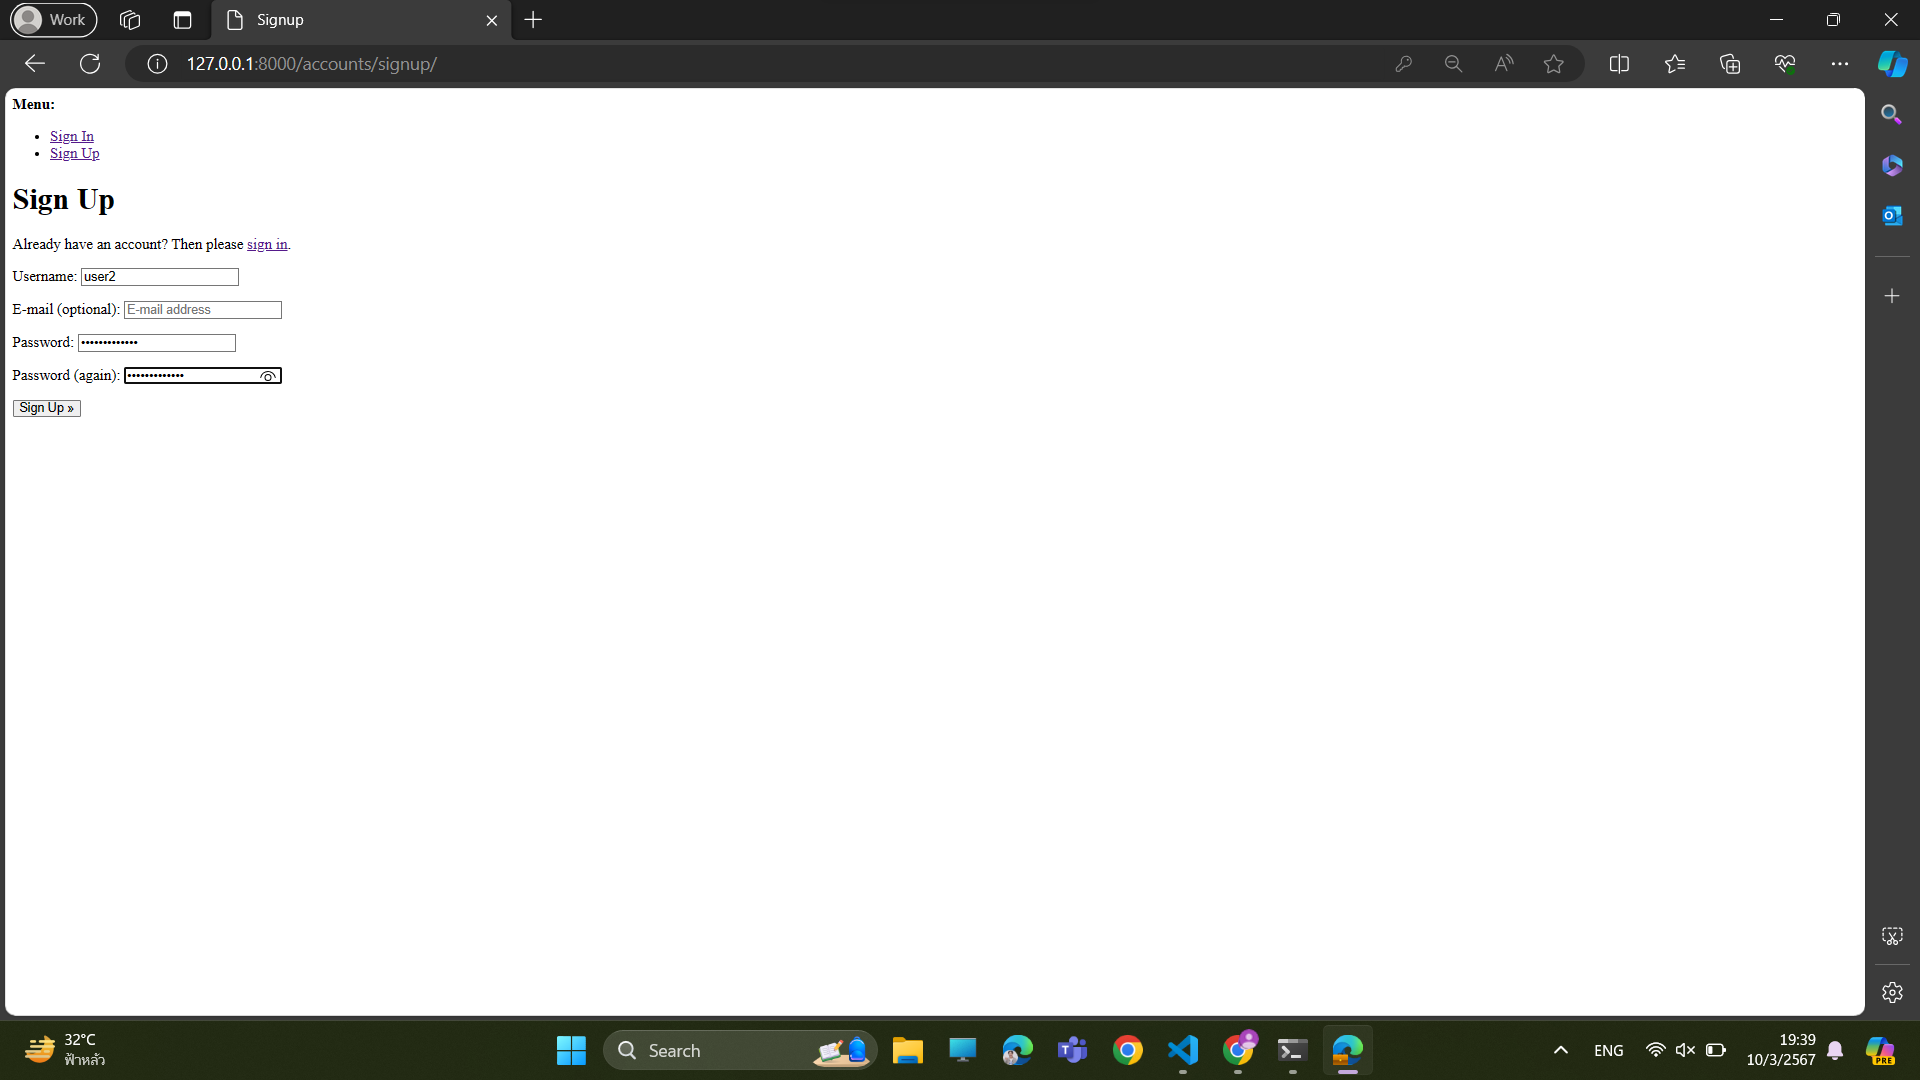 Work
Signup
127.0.0.1:8000/accounts/signup/
Menu:
Sign In
Sign Up
Sign Up
Already have an account? Then please sign in.
Username: user2
E-mail (optional): E-mail address
Password: •••••••••••••
Password (again): •••••••••••••
Sign Up »
32°C
ฟ้าหลัว
Search
ENG
19:39
10/3/2567
PRE